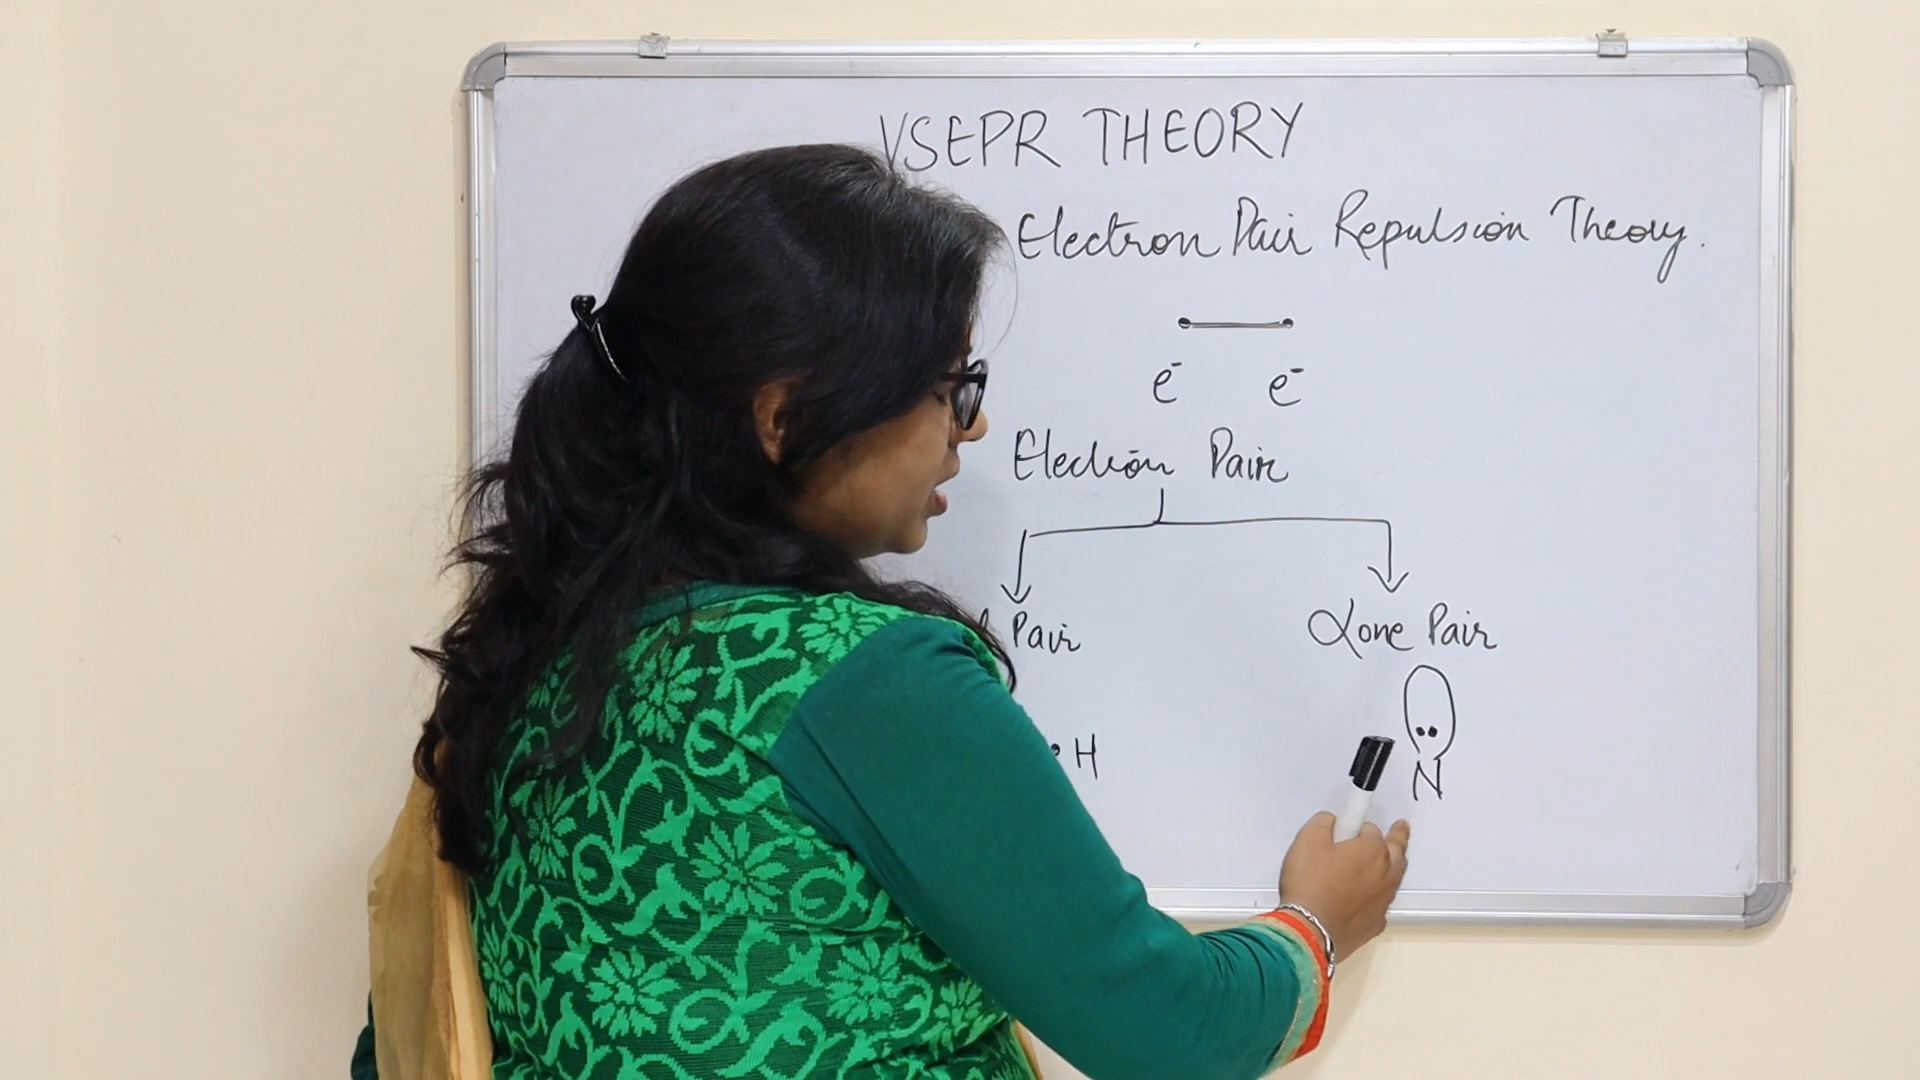 VSEPR THEORY
Electron Pair Repulsion Theory.
e⁻ e⁻
Electron Pair
Pair Lone Pair
H
N